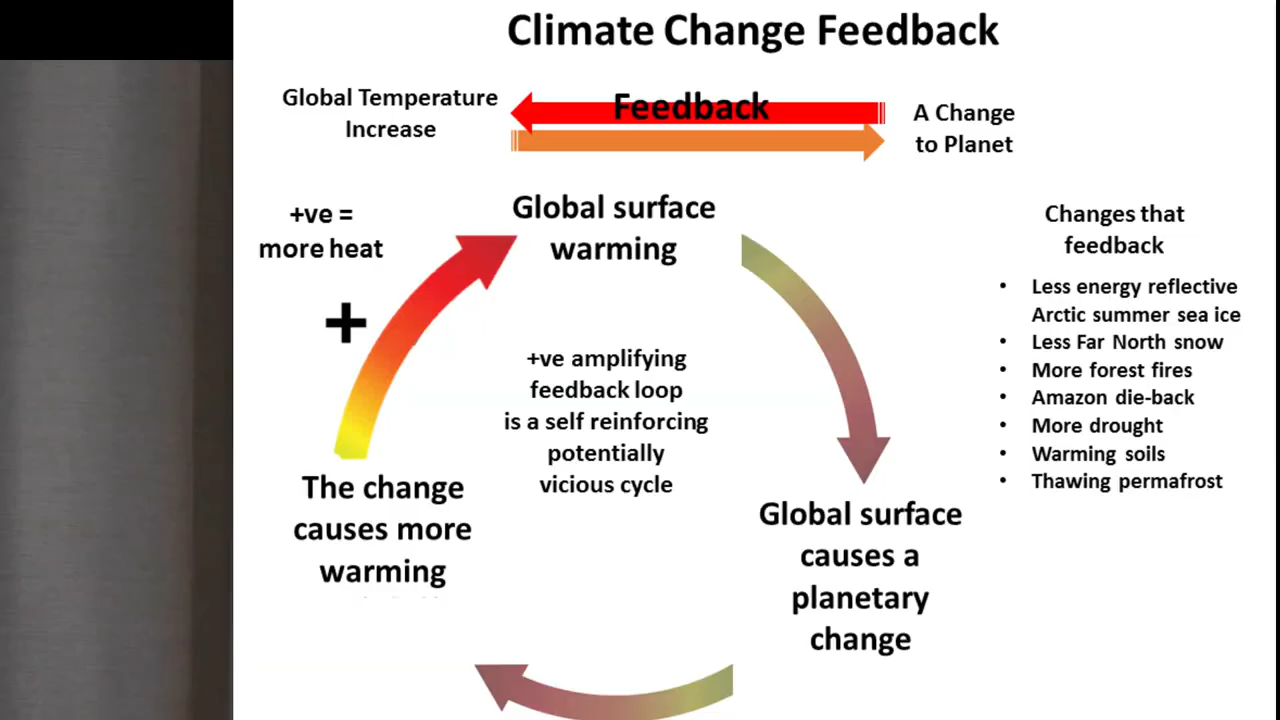 Climate Change Feedback
Global Temperature
Increase
Feedback
A Change
to Planet
+ve =
more heat
+
Global surface
warming
Changes that
feedback
• Less energy reflective
Arctic summer sea ice
• Less Far North snow
• More forest fires
• Amazon die-back
• More drought
• Warming soils
• Thawing permafrost
+ve amplifying
feedback loop
is a self reinforcing
potentially
vicious cycle
The change
causes more
warming
Global surface
causes a
planetary
change